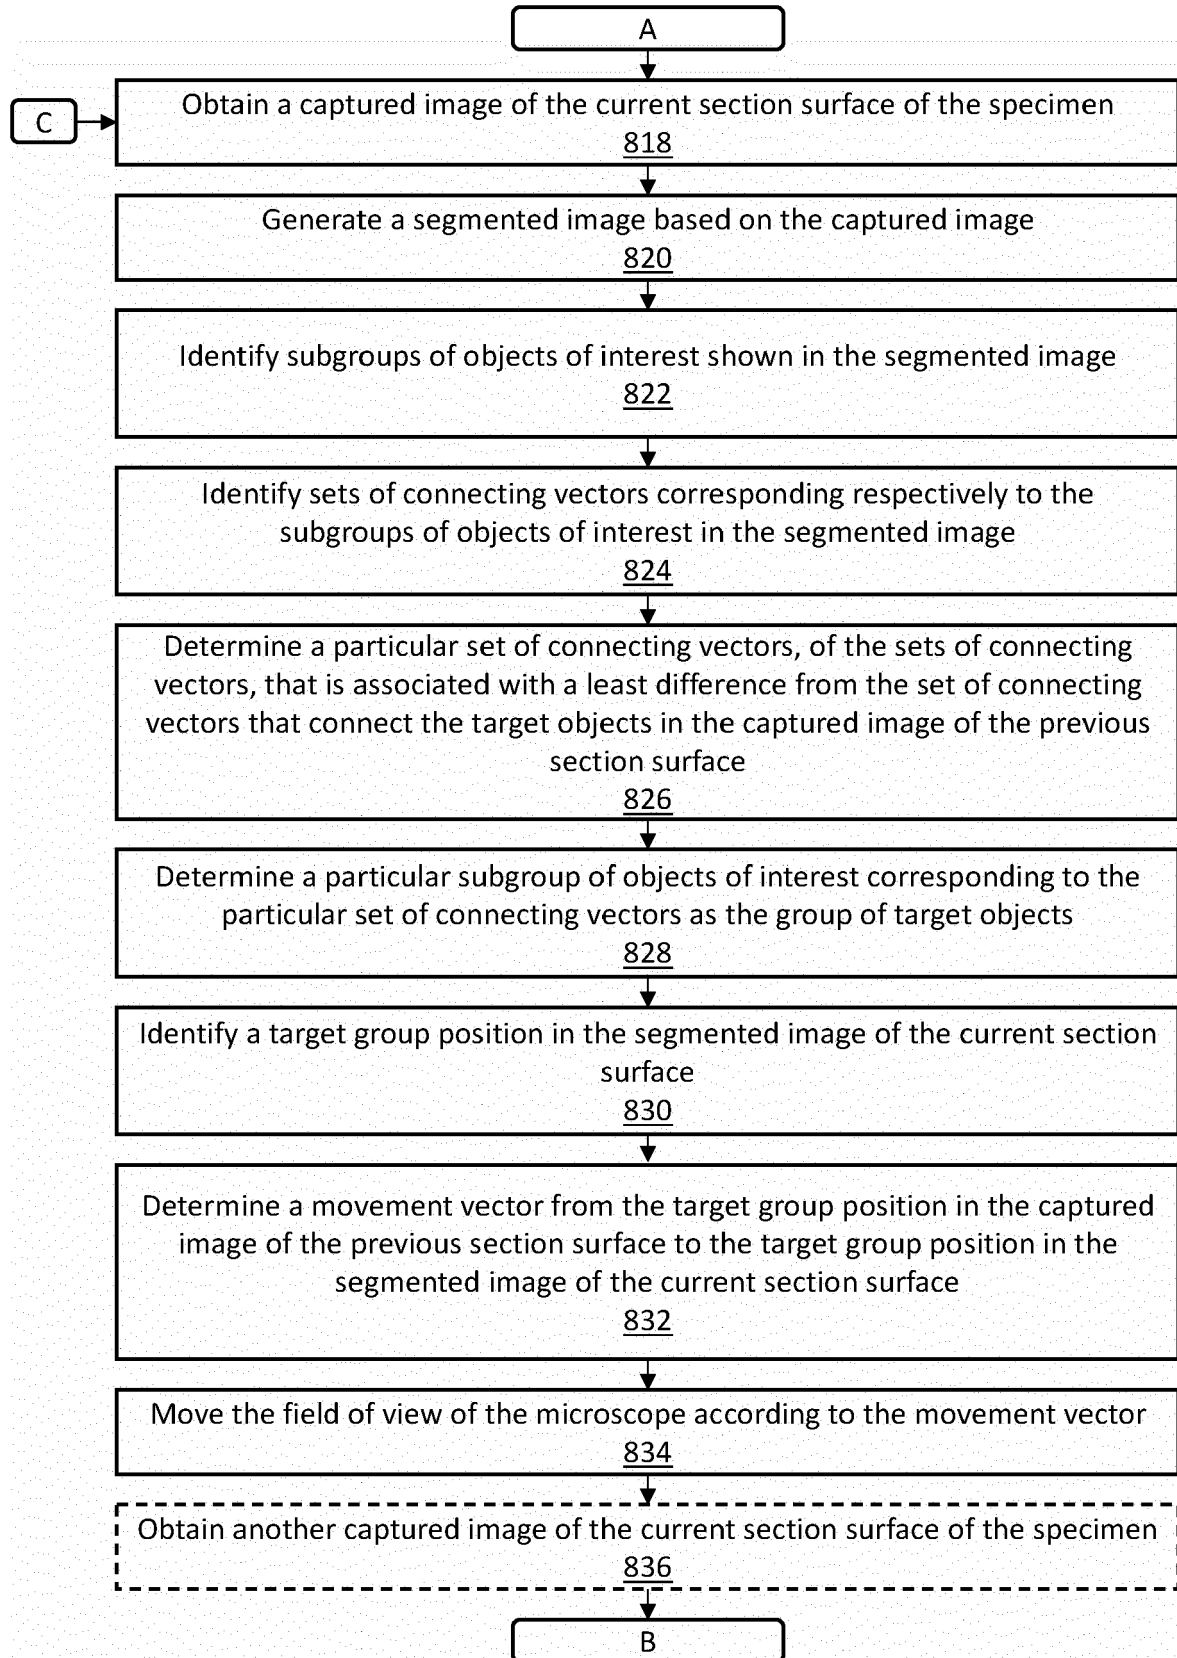 A
C
Obtain a captured image of the current section surface of the specimen
818
Generate a segmented image based on the captured image
820
Identify subgroups of objects of interest shown in the segmented image
822
Identify sets of connecting vectors corresponding respectively to the
subgroups of objects of interest in the segmented image
824
Determine a particular set of connecting vectors, of the sets of connecting
vectors, that is associated with a least difference from the set of connecting
vectors that connect the target objects in the captured image of the previous
section surface
826
Determine a particular subgroup of objects of interest corresponding to the
particular set of connecting vectors as the group of target objects
828
Identify a target group position in the segmented image of the current section
surface
830
Determine a movement vector from the target group position in the captured
image of the previous section surface to the target group position in the
segmented image of the current section surface
832
Move the field of view of the microscope according to the movement vector
834
Obtain another captured image of the current section surface of the specimen
836
B